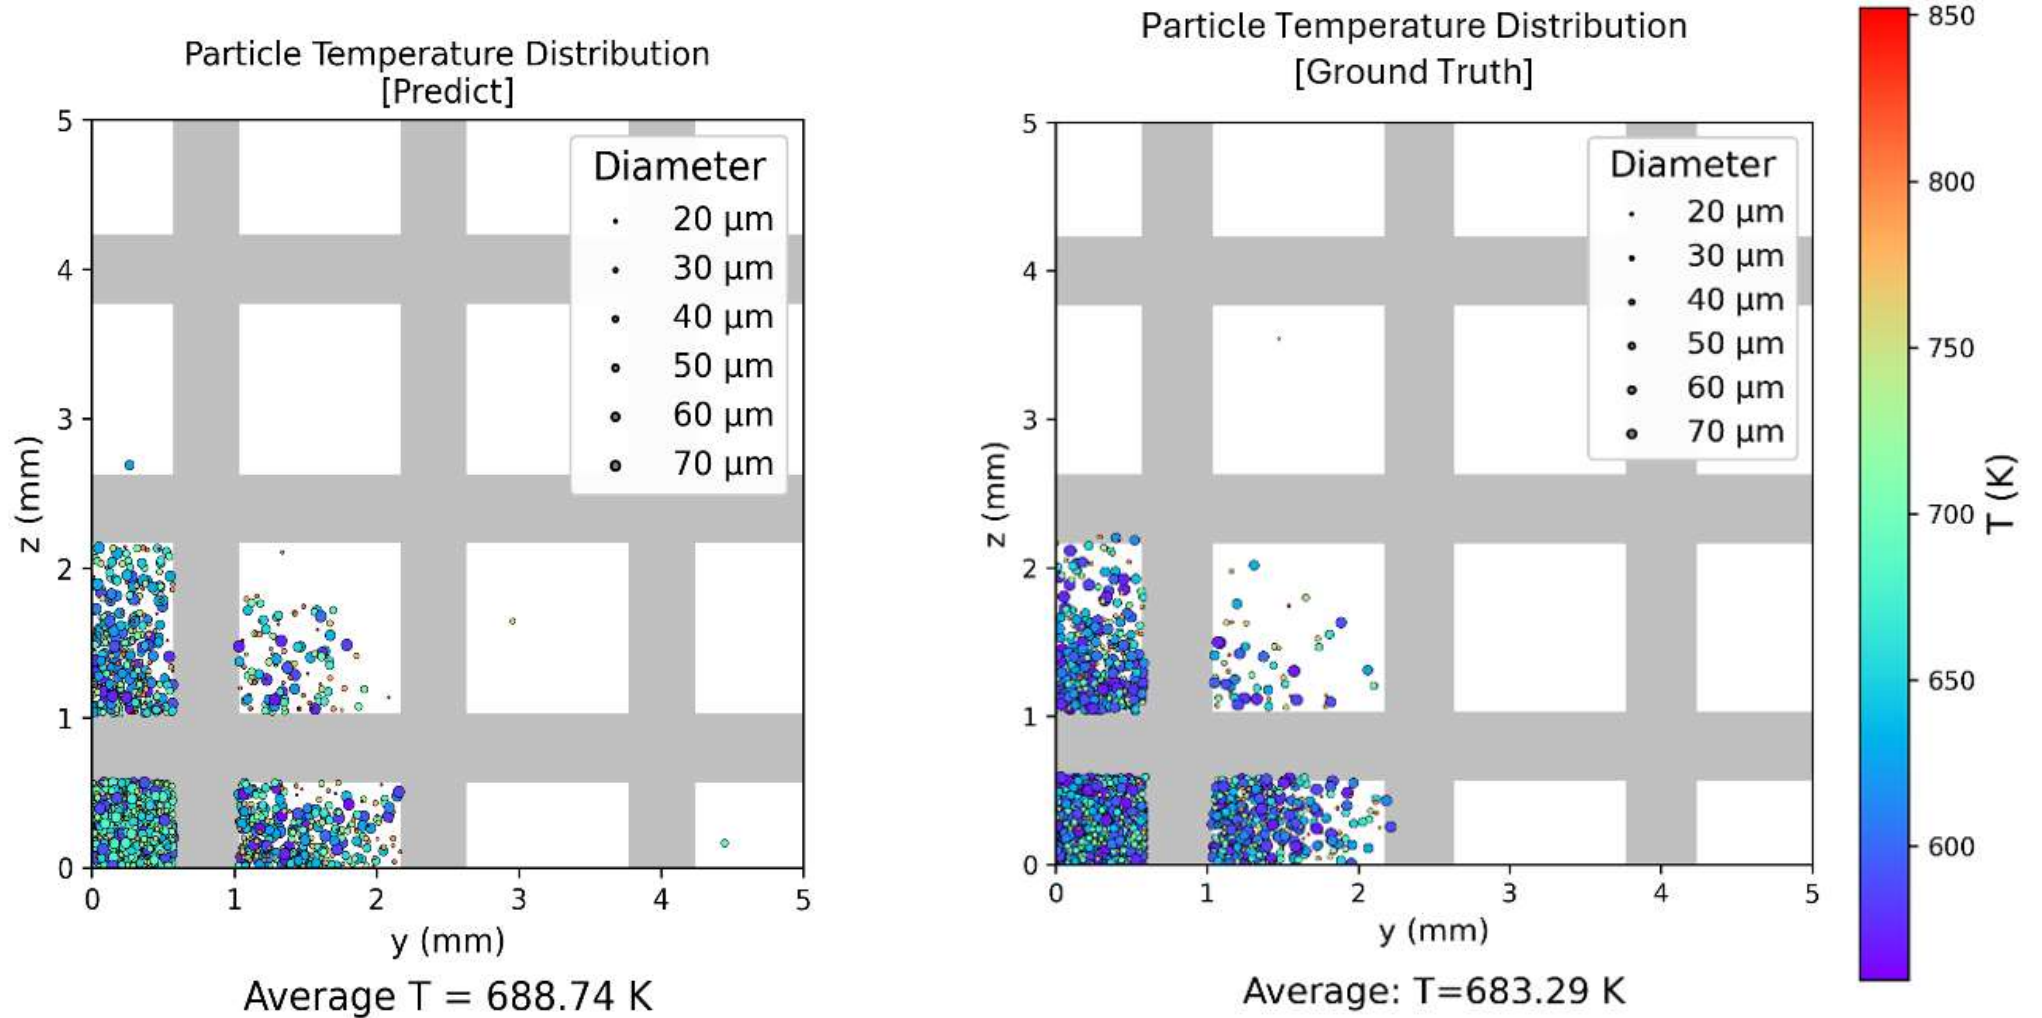 Particle Temperature Distribution
[Predict]
5
4
3
2
1
0
z (mm)
Diameter
20 μm
30 μm
40 μm
50 μm
60 μm
70 μm
0 1 2 3 4 5
y (mm)
Average T = 688.74 K
Particle Temperature Distribution
[Ground Truth]
5
4
3
2
1
0
z (mm)
Diameter
20 μm
30 μm
40 μm
50 μm
60 μm
70 μm
0 1 2 3 4 5
y (mm)
Average: T=683.29 K
850
800
750
700
650
600
T (K)